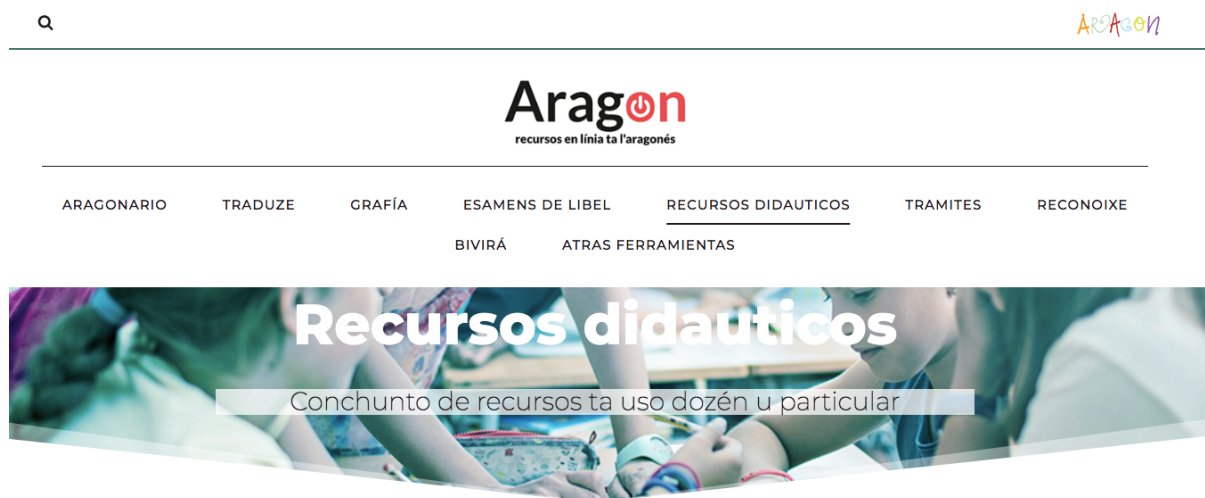 ARAGON
Aragon
recursos en línia ta l'aragonés
ARAGONARIO TRADUZE GRAFÍA ESAMENS DE LIBEL RECURSOS DIDAUTICOS TRAMITES RECONOIXE
BIVIRÁ ATRAS FERRAMIENTAS
Recursos didauticos
Conchunto de recursos ta uso dozén u particular